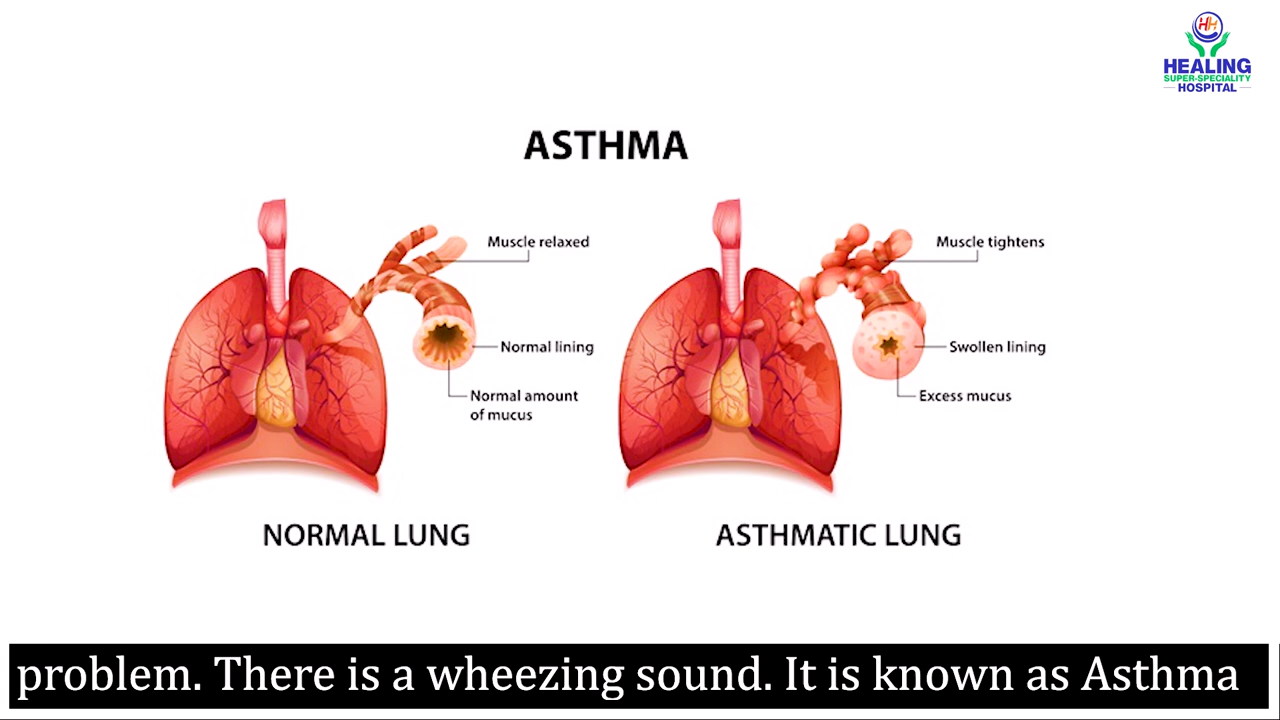 HH
HEALING
SUPER-SPECIALITY
HOSPITAL
ASTHMA
Muscle relaxed
Normal lining
Normal amount
of mucus
NORMAL LUNG
Muscle tightens
Swollen lining
Excess mucus
ASTHMATIC LUNG
problem. There is a wheezing sound. It is known as Asthma